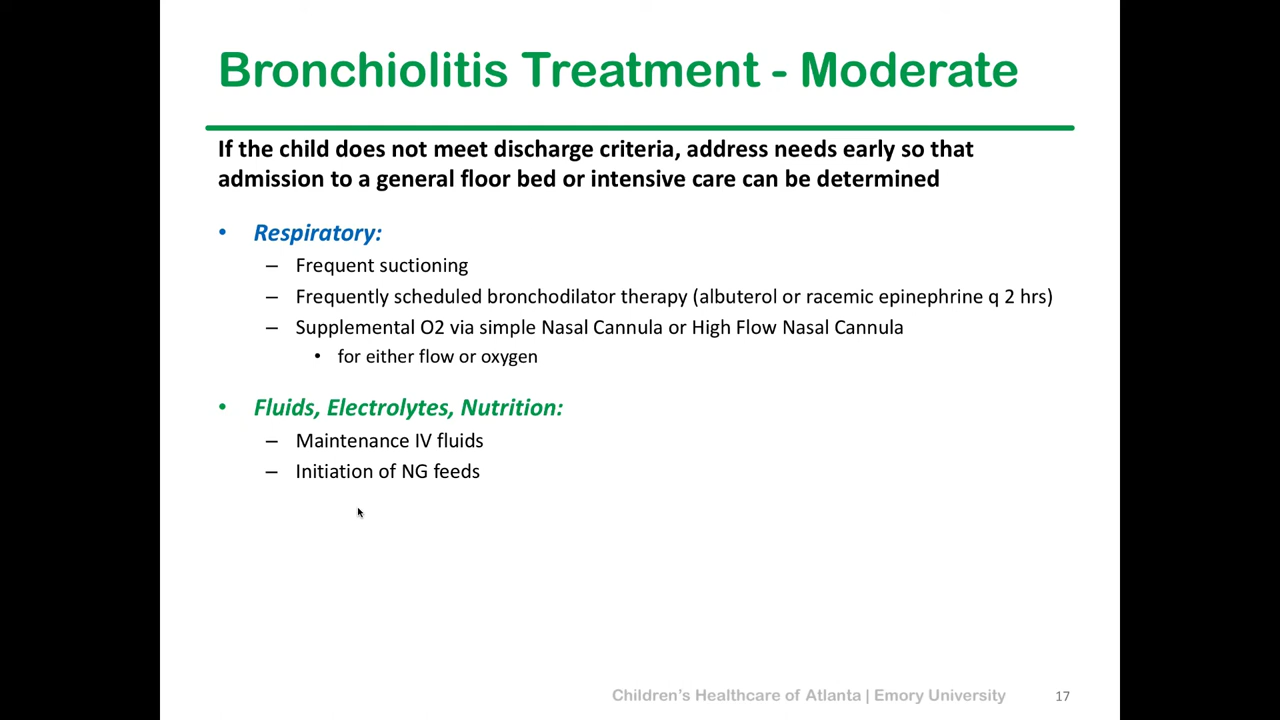 Bronchiolitis Treatment - Moderate
If the child does not meet discharge criteria, address needs early so that
admission to a general floor bed or intensive care can be determined
• Respiratory:
– Frequent suctioning
– Frequently scheduled bronchodilator therapy (albuterol or racemic epinephrine q 2 hrs)
– Supplemental O2 via simple Nasal Cannula or High Flow Nasal Cannula
• for either flow or oxygen
• Fluids, Electrolytes, Nutrition:
– Maintenance IV fluids
– Initiation of NG feeds
Children's Healthcare of Atlanta | Emory University 17